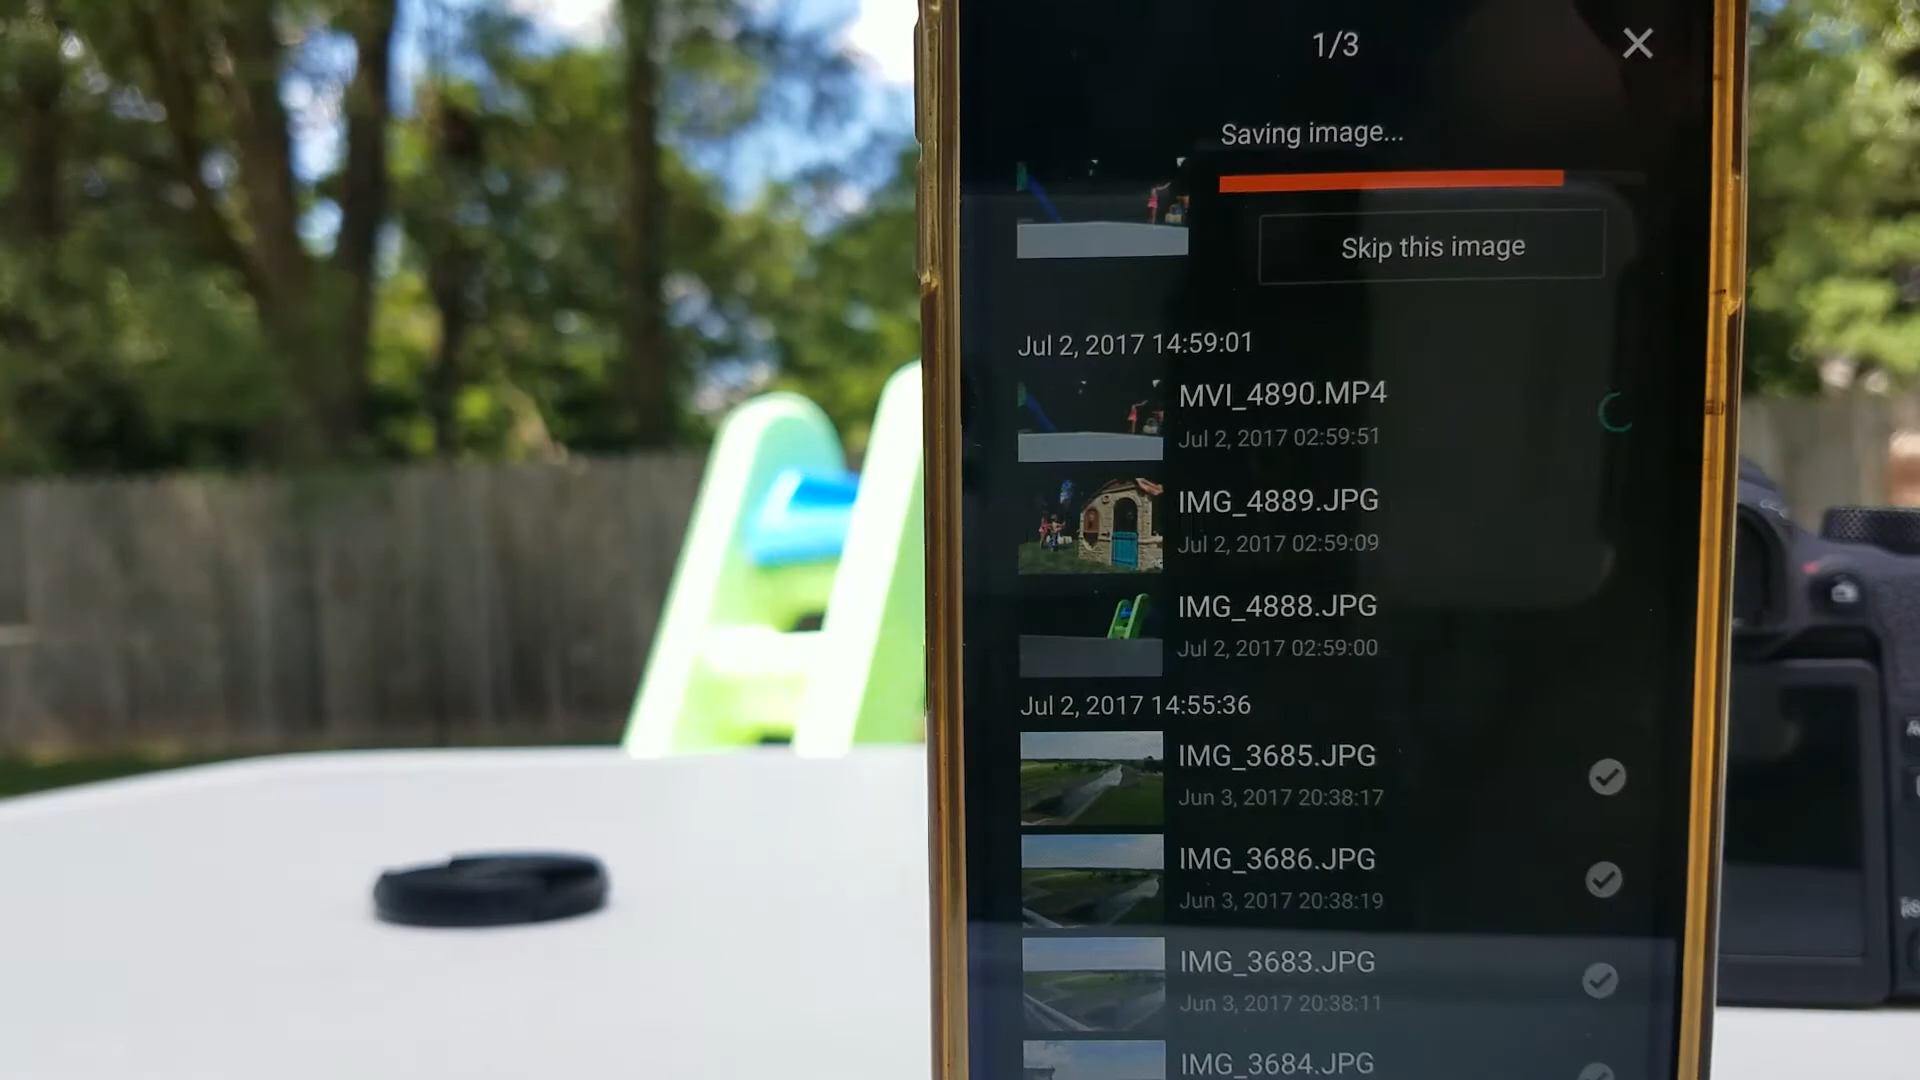 1/3
Saving image...
Skip this image
Jul 2, 2017 14:59:01
MVI_4890.MP4
Jul 2, 2017 02:59:51
IMG_4889.JPG
Jul 2, 2017 02:59:09
IMG_4888.JPG
Jul 2, 2017 02:59:00
Jul 2, 2017 14:55:36
IMG_3685.JPG
Jun 3, 2017 20:38:17
IMG_3686.JPG
Jun 3, 2017 20:38:19
IMG_3683.JPG
Jun 3, 2017 20:38:11
IMG_3684.JPG